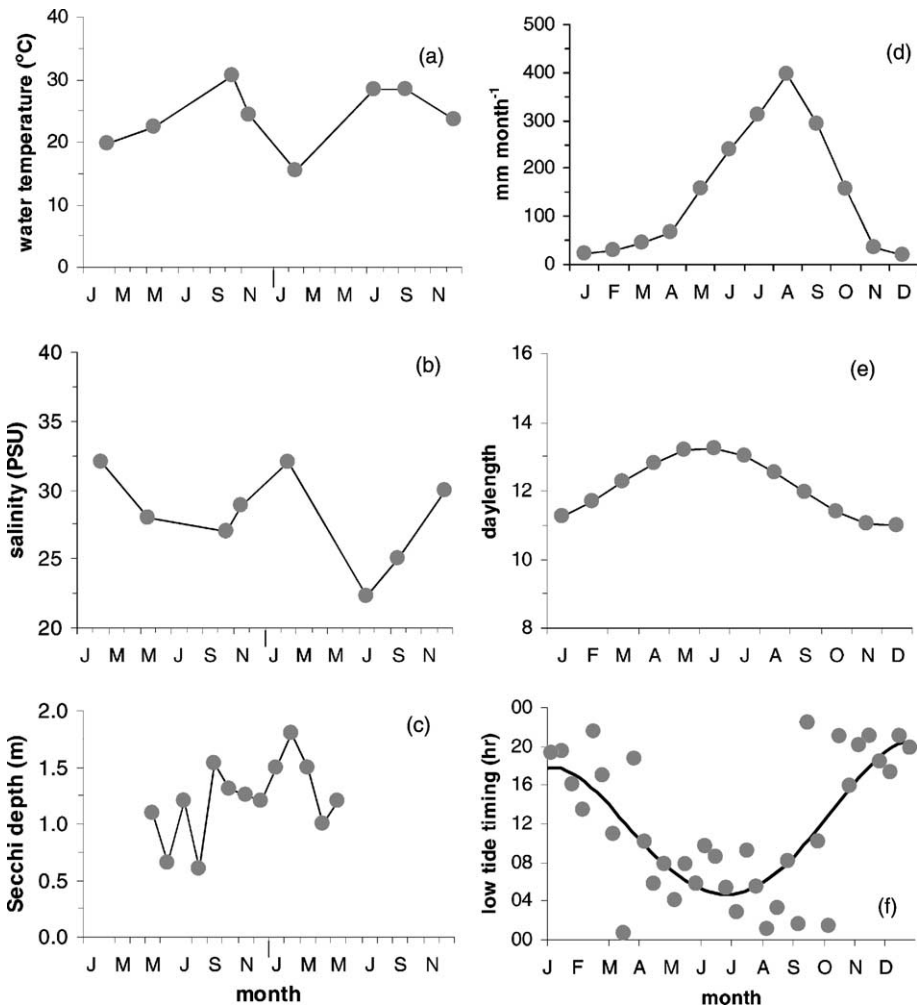 40
30
20
10
0
water temperature (°C)
(a)
J M M J S N J M M J S N
500
400
300
200
100
0
mm month⁻¹
(d)
J F M A M J J A S O N D
40
35
30
25
20
salinity (PSU)
(b)
J M M J S N J M M J S N
16
14
12
10
8
daylength
(e)
J F M A M J J A S O N D
2.0
1.5
1.0
0.5
0.0
Secchi depth (m)
(c)
J M M J S N J M M J S N
month
00
20
16
12
08
04
00
low tide timing (hr)
(f)
J F M A M J J A S O N D
month